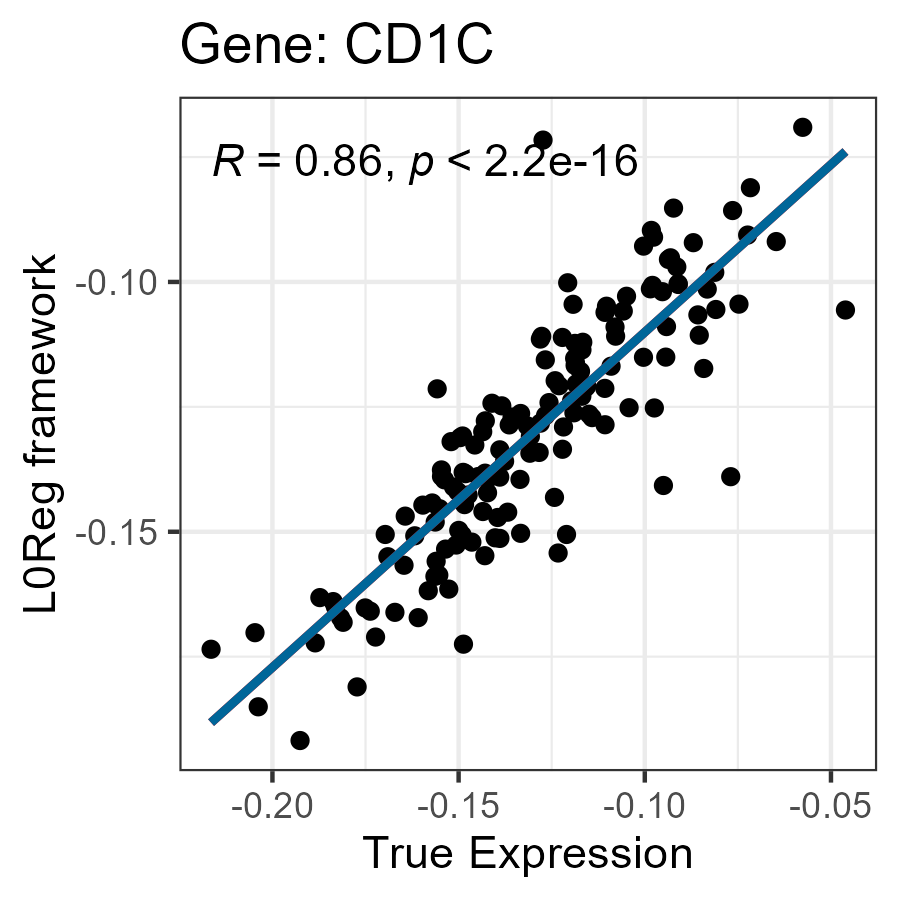 Gene: CD1C
R = 0.86, p < 2.2e-16
L0Reg framework
-0.10
-0.15
-0.20
-0.15
-0.10
-0.05
True Expression